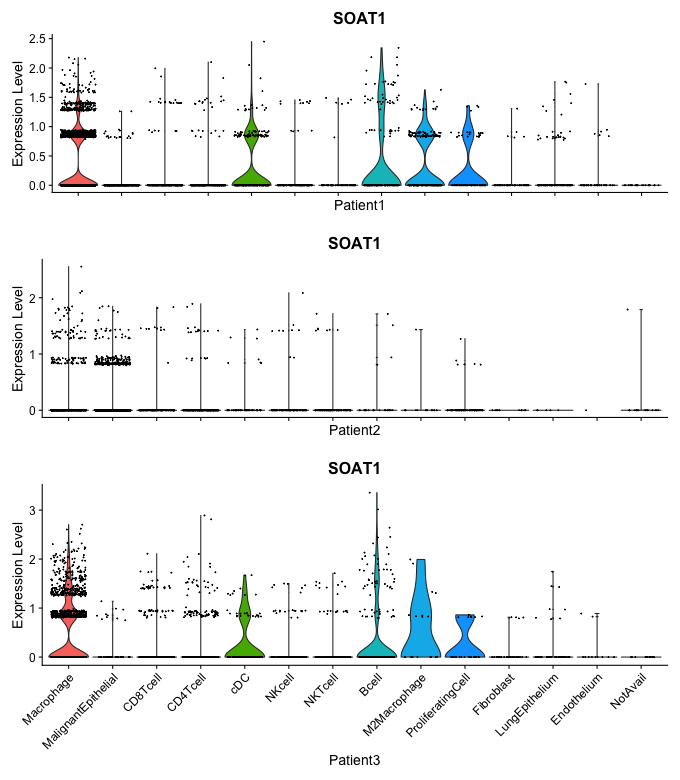 SOAT1
Expression Level
2.5
2.0
1.5
1.0
0.5
0.0
Patient1
SOAT1
Expression Level
2
1
0
Patient2
SOAT1
Expression Level
3
2
1
0
Macrophage
MalignantEpithelial
CD8Tcell
CD4Tcell
cDC
NKcell
NKTcell
Bcell
M2Macrophage
ProliferatingCell
Fibroblast
LungEpithelium
Endothelium
NotAvail
Patient3